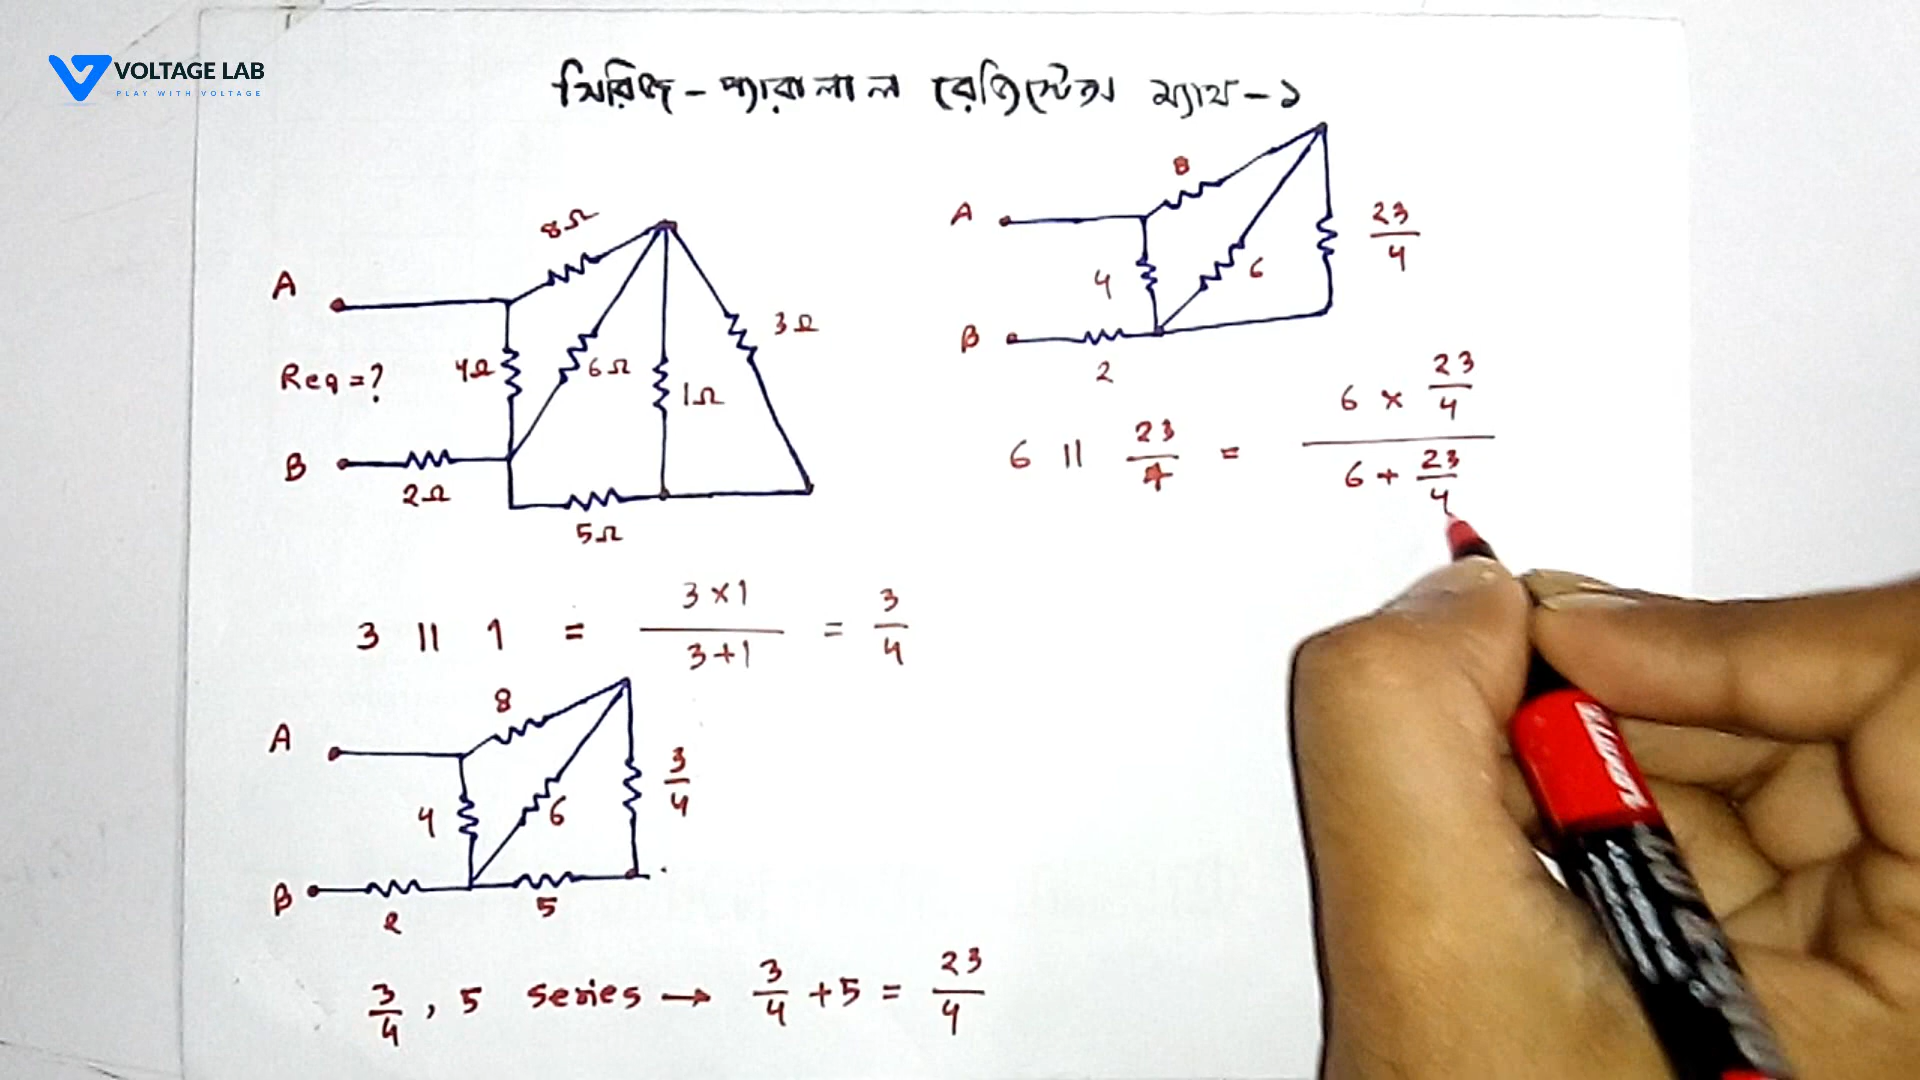 VOLTAGE LAB
PLAY WITH VOLTAGE
সিরিজ - প্যারালাল রেজিস্টেন্স ম্যাথ - ১
A
8Ω
Req = ?
4Ω
6Ω
1Ω
3Ω
B
2Ω
5Ω
3 || 1 = 3 × 1 / 3 + 1 = 3/4
A
8
4
6
3/4
B
2
5
3/4 , 5 series → 3/4 + 5 = 23/4
A
8
4
6
23/4
B
2
6 || 23/4 = 6 × 23/4 / 6 + 23/4